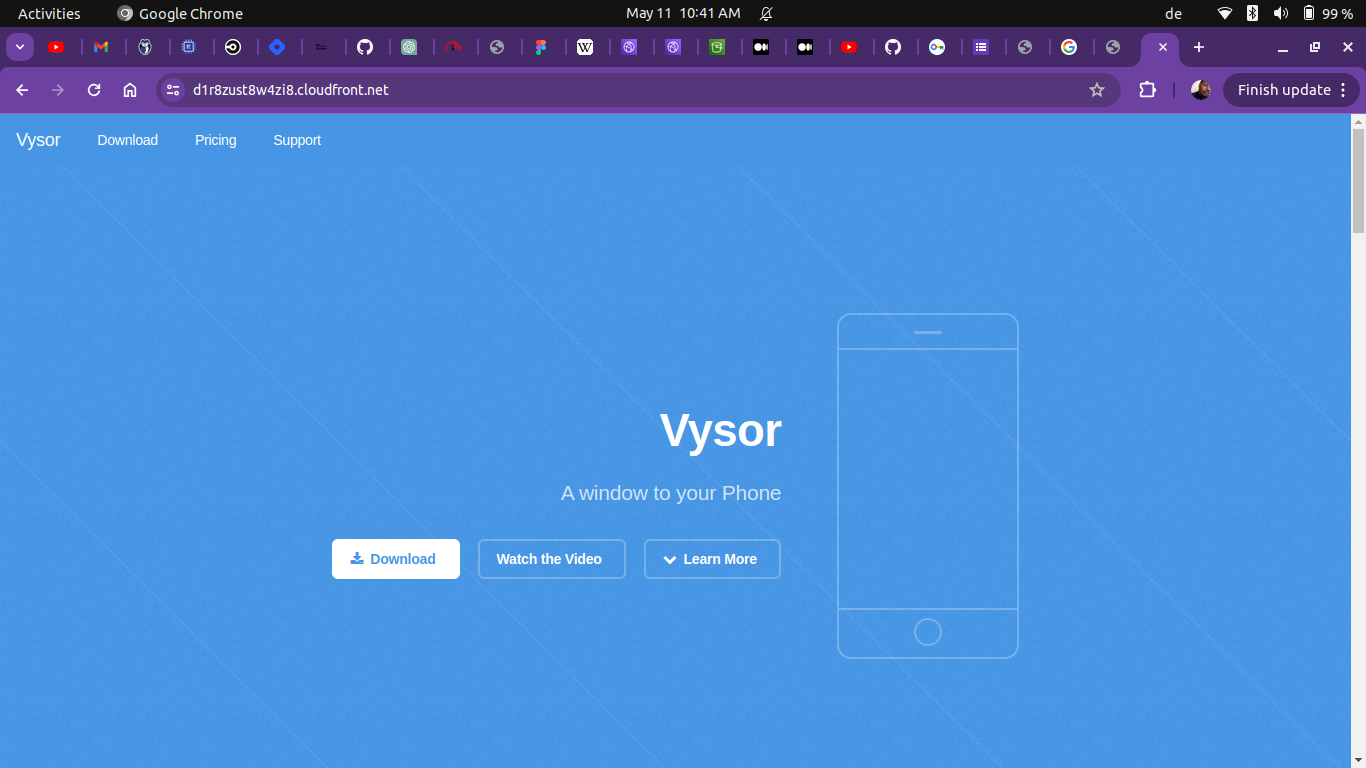 Activities Google Chrome May 11 10:41 AM de 99 %
d1r8zust8w4zi8.cloudfront.net Finish update
Vysor Download Pricing Support
Vysor
A window to your Phone
Download Watch the Video Learn More